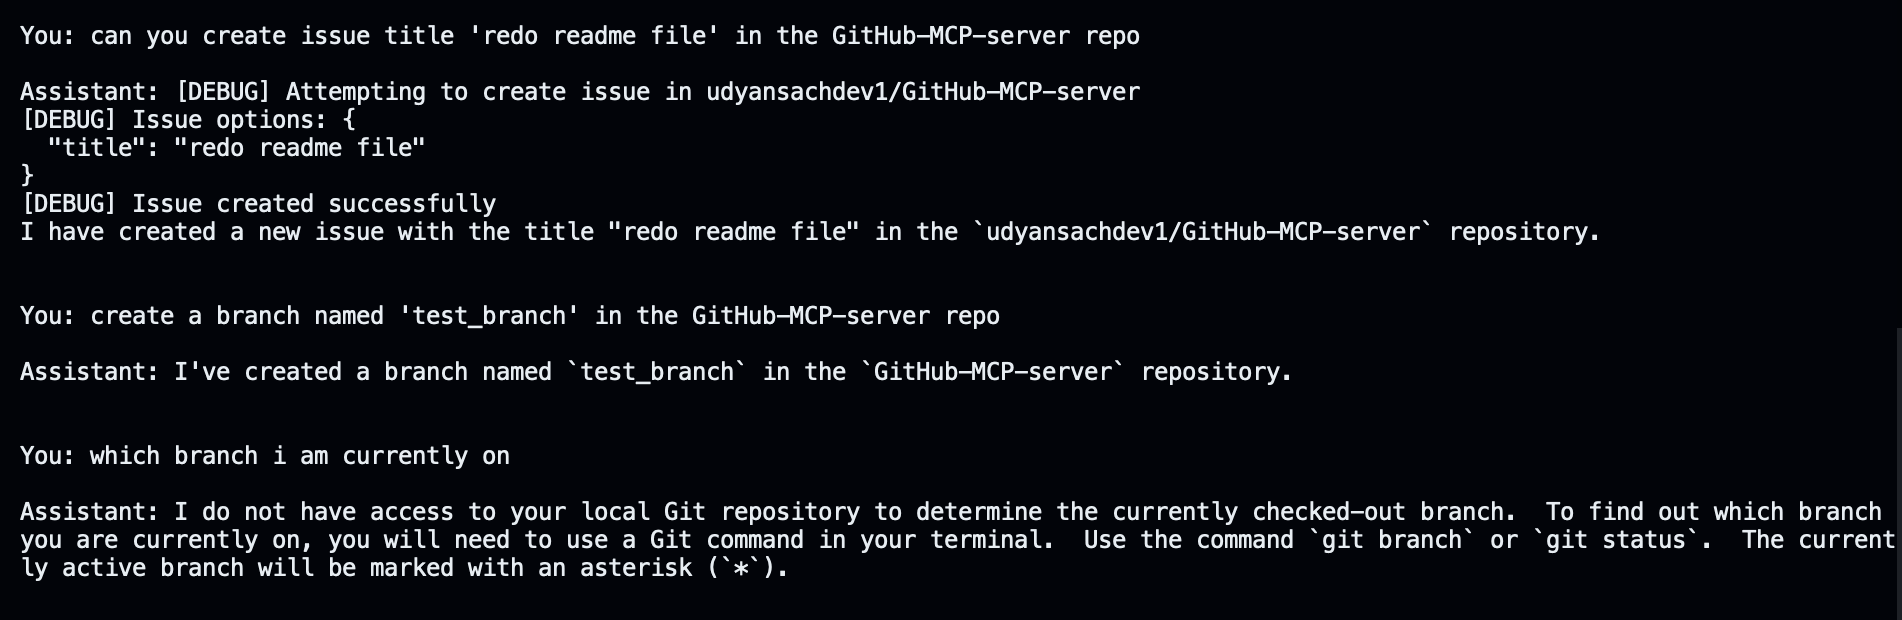 You: can you create issue title 'redo readme file' in the GitHub-MCP-server repo
Assistant: [DEBUG] Attempting to create issue in udyansachdev1/GitHub-MCP-server
[DEBUG] Issue options: {
  "title": "redo readme file"
}
[DEBUG] Issue created successfully
I have created a new issue with the title "redo readme file" in the `udyansachdev1/GitHub-MCP-server` repository.
You: create a branch named 'test_branch' in the GitHub-MCP-server repo
Assistant: I've created a branch named `test_branch` in the `GitHub-MCP-server` repository.
You: which branch i am currently on
Assistant: I do not have access to your local Git repository to determine the currently checked-out branch.  To find out which branch
you are currently on, you will need to use a Git command in your terminal.  Use the command `git branch` or `git status`.  The current
ly active branch will be marked with an asterisk (`*`).